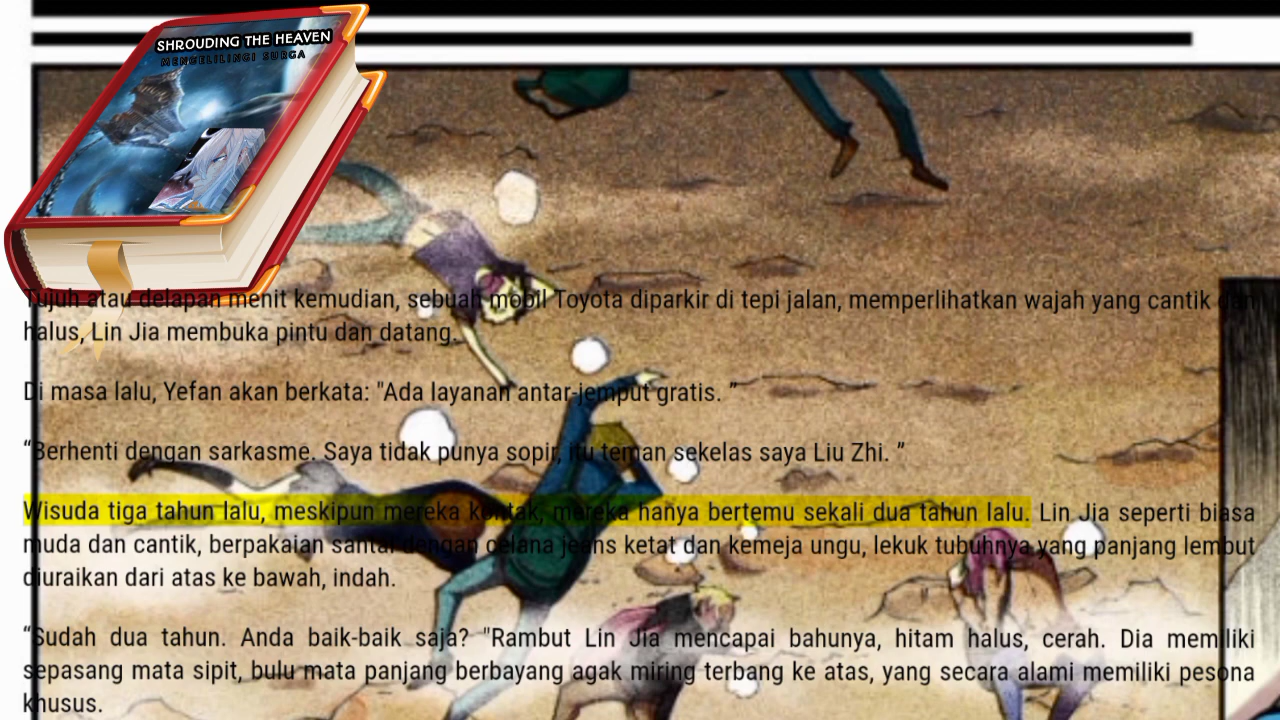 SHROUDING THE HEAVEN
MENGELILINGI SURGA
Tujuh atau delapan menit kemudian, sebuah mobil Toyota diparkir di tepi jalan, memperlihatkan wajah yang cantik dan
halus, Lin Jia membuka pintu dan datang.
Di masa lalu, Yefan akan berkata: "Ada layanan antar-jemput gratis. ”
“Berhenti dengan sarkasme. Saya tidak punya sopir, itu teman sekelas saya Liu Zhi. ”
Wisuda tiga tahun lalu, meskipun mereka kontak, mereka hanya bertemu sekali dua tahun lalu. Lin Jia seperti biasa
muda dan cantik, berpakaian santai dengan celana jeans ketat dan kemeja ungu, lekuk tubuhnya yang panjang lembut
diuraikan dari atas ke bawah, indah.
“Sudah dua tahun. Anda baik-baik saja? "Rambut Lin Jia mencapai bahunya, hitam halus, cerah. Dia memiliki
sepasang mata sipit, bulu mata panjang berbayang agak miring terbang ke atas, yang secara alami memiliki pesona
khusus.